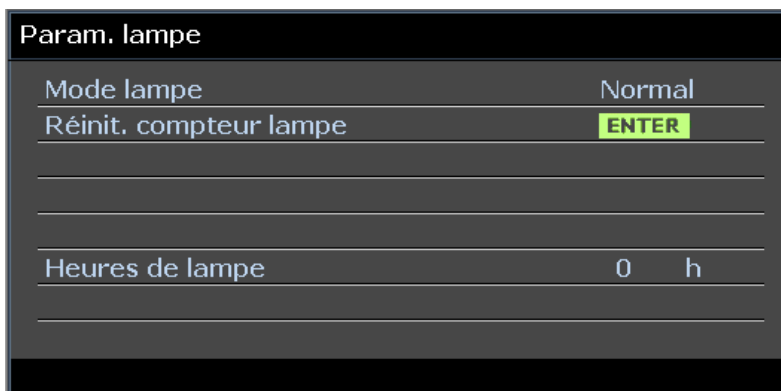 Param. lampe
Mode lampe Normal
Réinit. compteur lampe ENTER
Heures de lampe 0 h